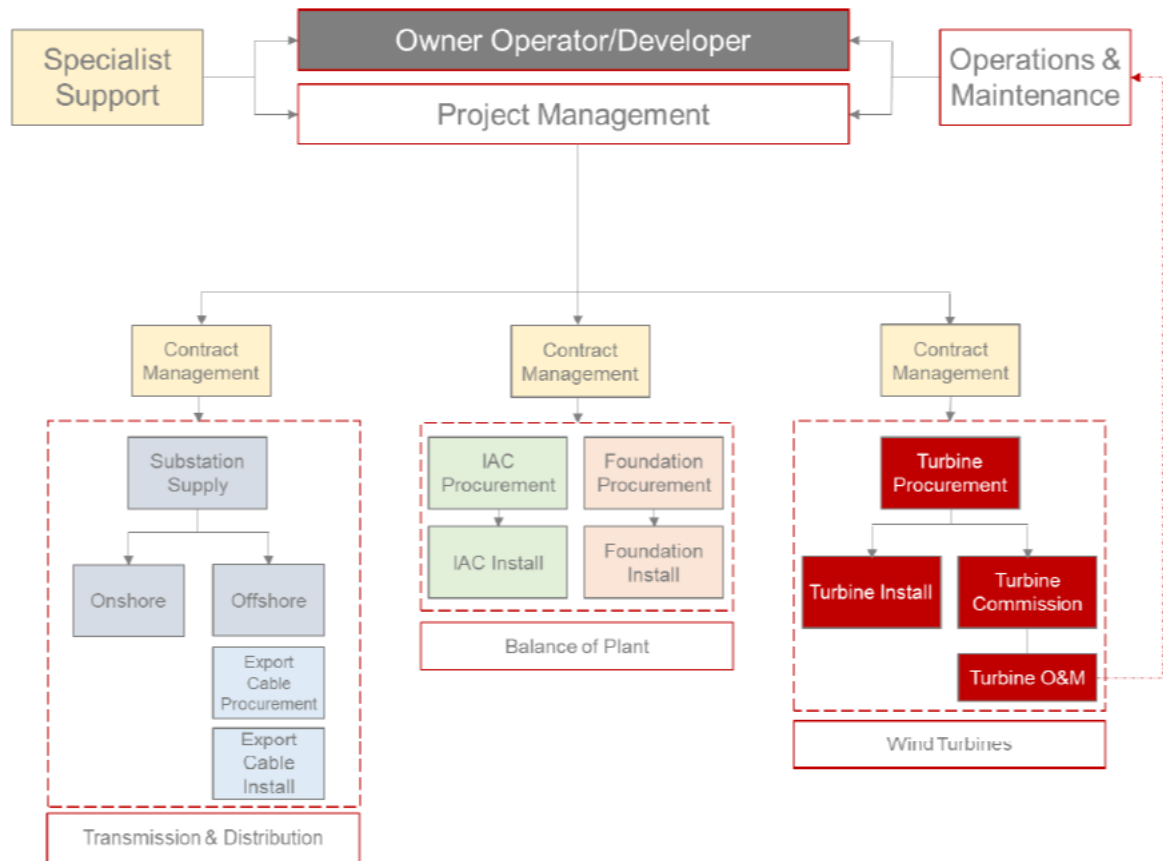 Owner Operator/Developer
Specialist
Support
Operations &
Maintenance
Project Management
Contract
Management
Contract
Management
Contract
Management
Substation
Supply
Onshore
Offshore
Export
Cable
Procurement
Export
Cable
Install
Transmission & Distribution
IAC
Procurement
Foundation
Procurement
IAC Install
Foundation
Install
Balance of Plant
Turbine
Procurement
Turbine Install
Turbine
Commission
Turbine O&M
Wind Turbines